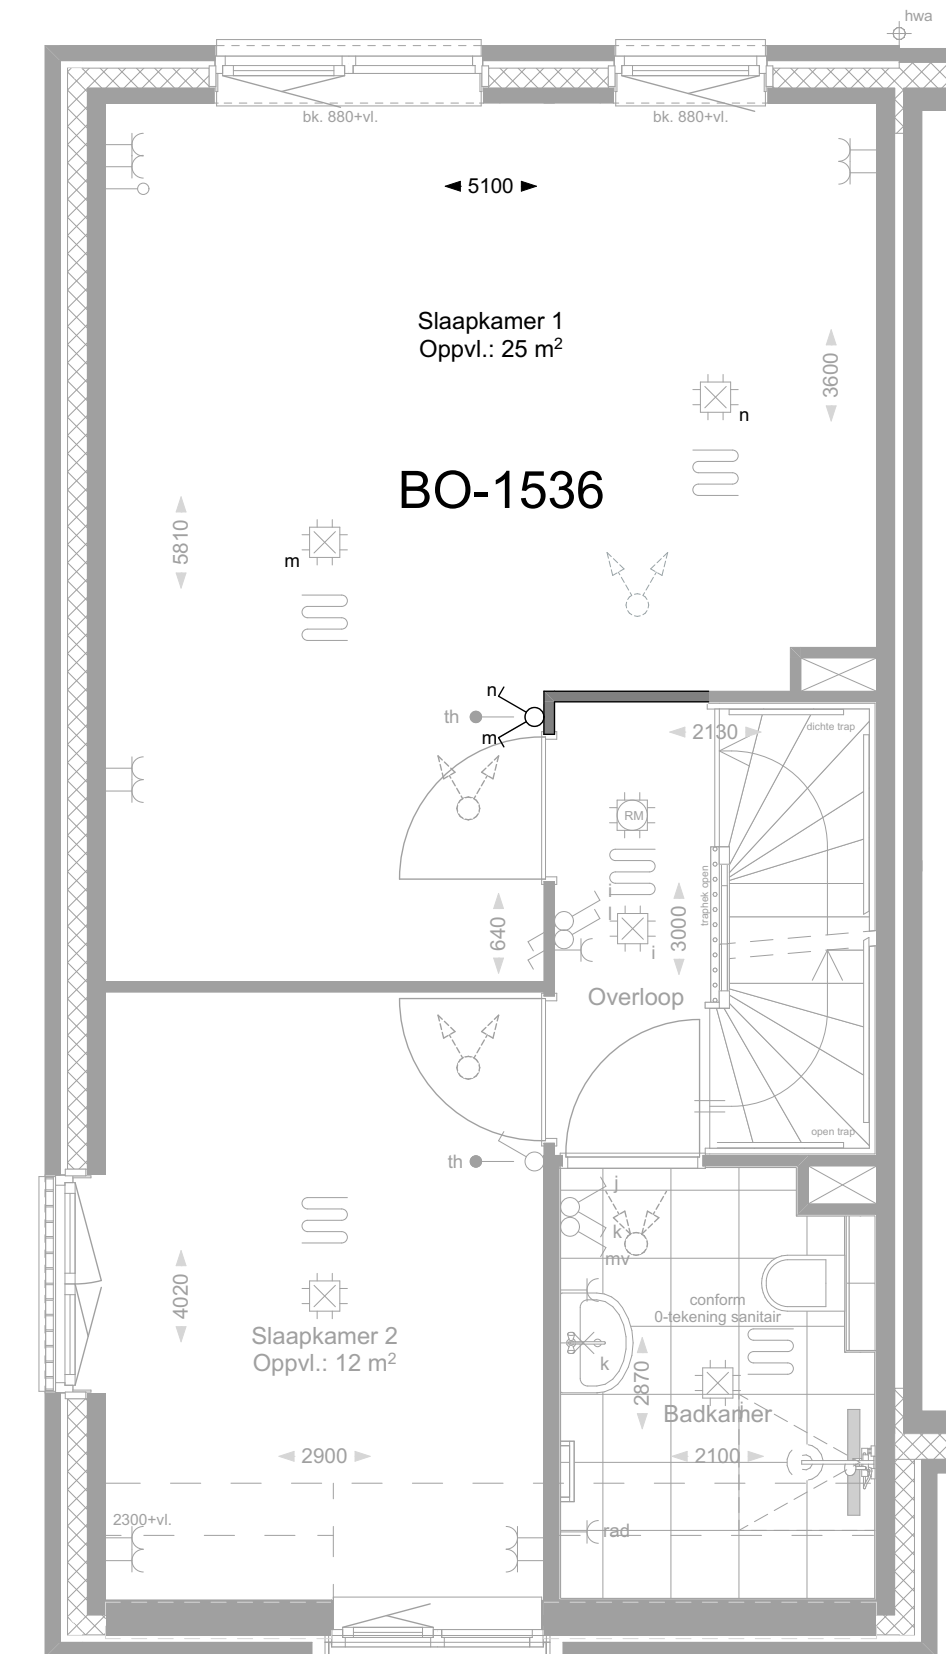 hwa
bk. 880+vl.
bk. 880+vl.
5100
Slaapkamer 1
Oppvl.: 25 m²
3600
n
BO-1536
5810
m
n
th
m
2130
dichte trap
RM
traphek open
i
L
640
3000
i
Overloop
open trap
th
j
k
mv
4020
conform
0-tekening sanitair
Slaapkamer 2
Oppvl.: 12 m²
k
2870
Badkamer
2900
2100
2300+vl.
rad